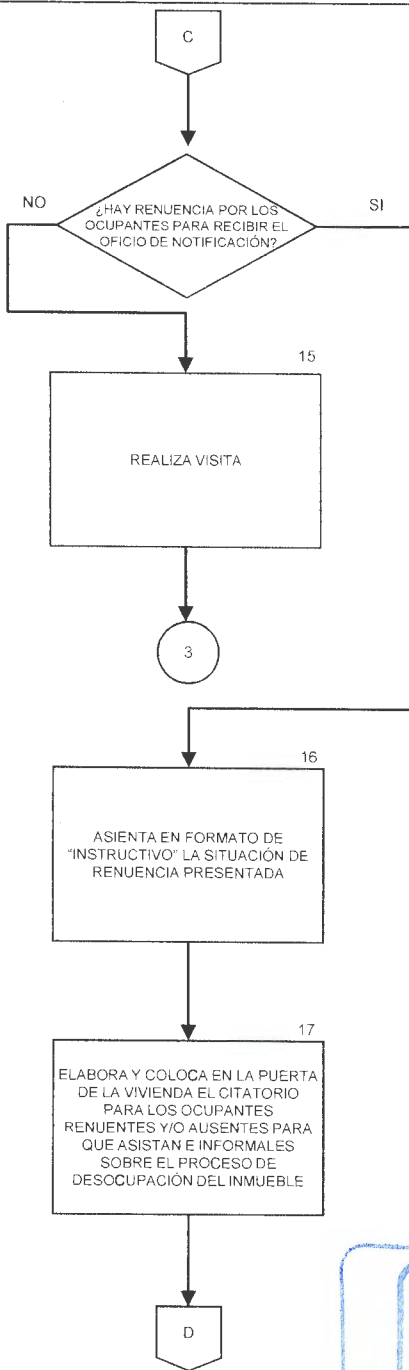 C
¿HAY RENUENCIA POR LOS
OCUPANTES PARA RECIBIR EL
OFICIO DE NOTIFICACIÓN?
NO
SI
15
REALIZA VISITA
3
16
ASIENTA EN FORMATO DE
"INSTRUCTIVO" LA SITUACIÓN DE
RENUENCIA PRESENTADA
17
ELABORA Y COLOCA EN LA PUERTA
DE LA VIVIENDA EL CITATORIO
PARA LOS OCUPANTES
RENUENTES Y/O AUSENTES PARA
QUE ASISTAN E INFORMALES
SOBRE EL PROCESO DE
DESOCUPACIÓN DEL INMUEBLE
D